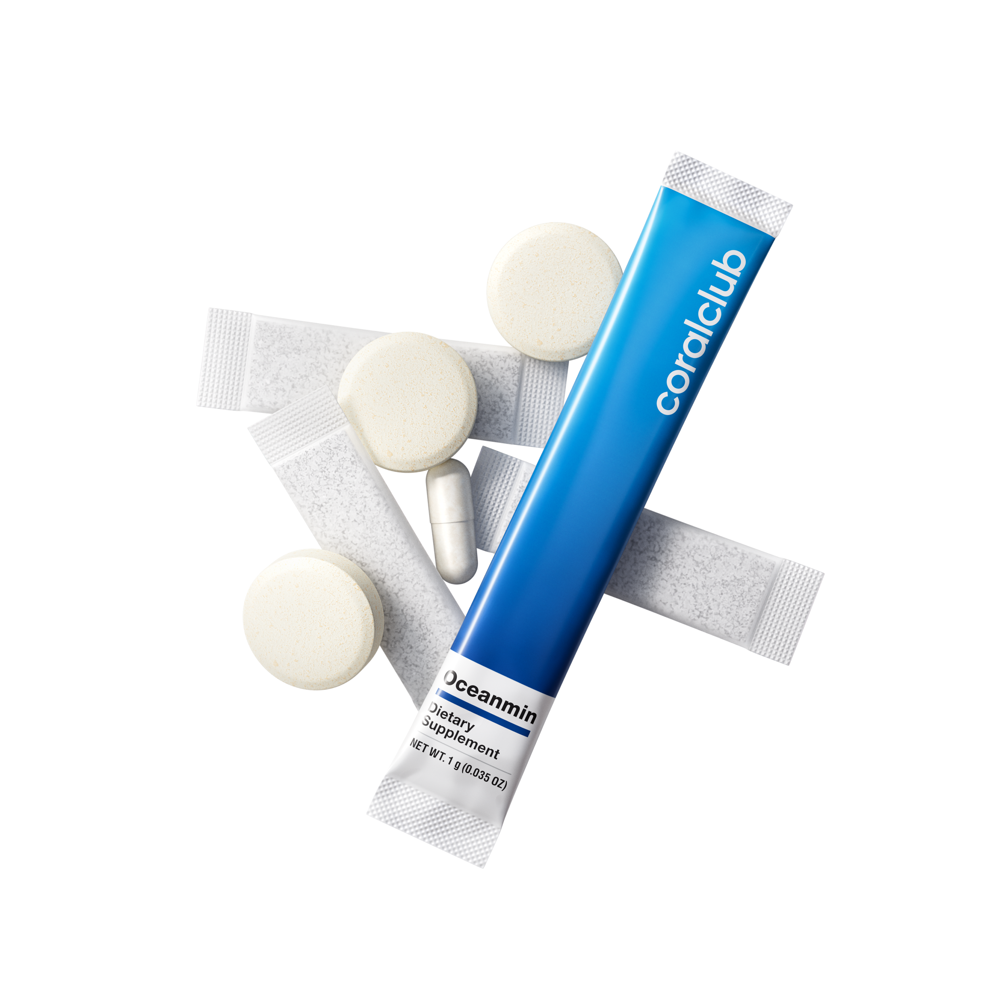 coralclub
Oceanmin
Dietary
Supplement
NET WT. 1 g (0.035 OZ)